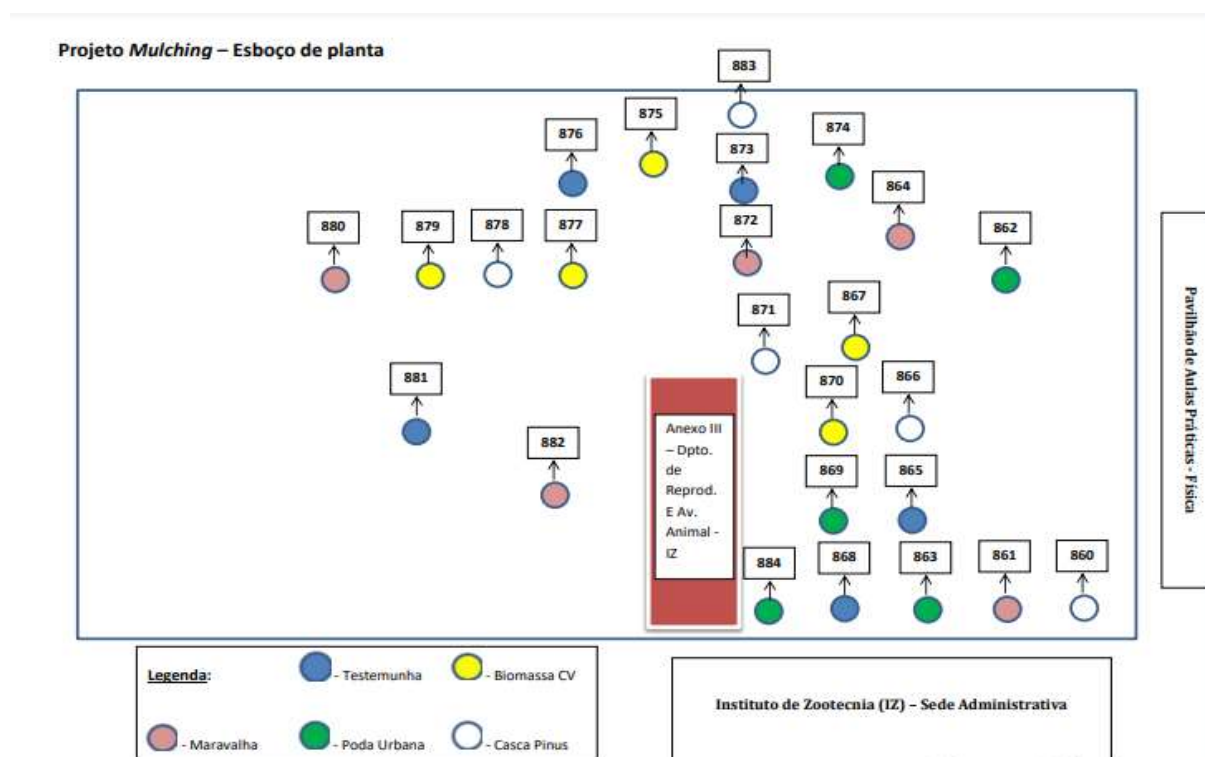 Projeto Mulching – Esboço de planta
883
875
874
876
873
864
880
879
878
877
872
862
871
867
881
870
866
882
869
865
884
868
863
861
860
Anexo III
– Dpto.
de
Reprod.
E Av.
Animal -
IZ
Pavilhão de Aulas Práticas - Física
Legenda:
- Testemunha
- Biomassa CV
- Maravalha
- Poda Urbana
- Casca Pinus
Instituto de Zootecnia (IZ) – Sede Administrativa